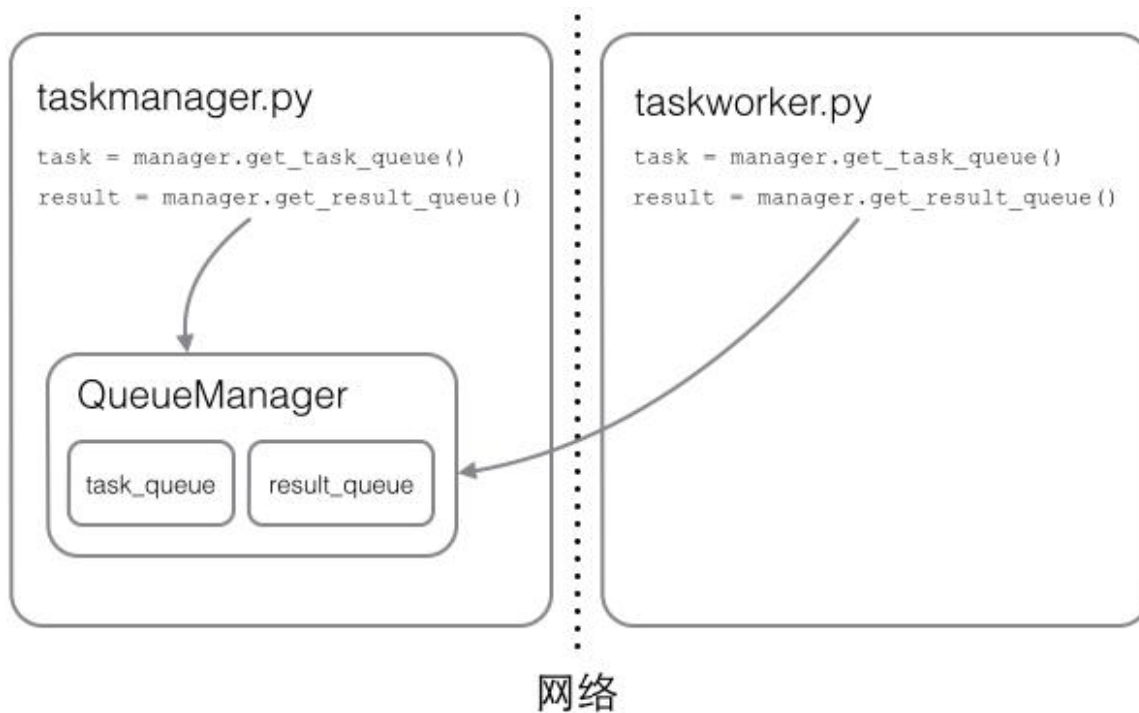 taskmanager.py
task = manager.get_task_queue()
result = manager.get_result_queue()
QueueManager
task_queue
result_queue
taskworker.py
task = manager.get_task_queue()
result = manager.get_result_queue()
网络